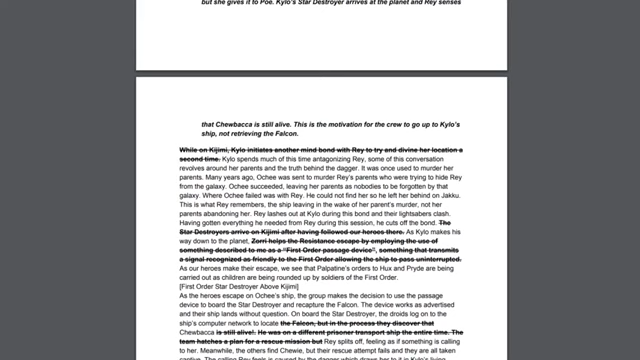 but she gives it to Poe. Kylo's Star Destroyer arrives at the planet and Rey senses
that Chewbacca is still alive. This is the motivation for the crew to go up to Kylo's
ship, not retrieving the Falcon.
While on Kijimi, Kylo initiates another mind bond with Rey to try and divine her location a
second time. Kylo spends much of this time antagonizing Rey, some of this conversation
revolves around her parents and the truth behind the dagger. It was once used to murder her
parents. Many years ago, Ochee was sent to murder Rey's parents who were trying to hide Rey
from the galaxy. Ochee succeeded, leaving her parents as nobodies to be forgotten by that
galaxy. Where Ochee failed was with Rey. He could not find her so he left her behind on Jakku.
This is what Rey remembers, the ship leaving in the wake of her parent's murder, not her
parents abandoning her. Rey lashes out at Kylo during this bond and their lightsabers clash.
Having gotten everything he needed from Rey during this session, he cuts off the bond. The
Star Destroyers arrive on Kijimi after having followed our heroes there. As Kylo makes his
way down to the planet, Zorri helps the Resistance escape by employing the use of
something described to me as a "First Order passage device", something that transmits
a signal recognized as friendly to the First Order allowing the ship to pass uninterrupted.
As our heroes make their escape, we see that Palpatine's orders to Hux and Pryde are being
carried out as children are being rounded up by soldiers of the First Order.
[First Order Star Destroyer Above Kijimi]
As the heroes escape on Ochee's ship, the group makes the decision to use the passage
device to board the Star Destroyer and recapture the Falcon. The device works as advertised
and their ship lands without question. On board the Star Destroyer, the droids log on to the
ship's computer network to locate the Falcon, but in the process they discover that
Chewbacca is still alive!. He was on a different prisoner transport ship the entire time. The
team hatches a plan for a rescue mission but Rey splits off, feeling as if something is calling
to her. Meanwhile, the others find Chewie, but their rescue attempt fails and they are all taken
captive. The calling Rey feels is caused by the dagger which draws her to it in Kylo's living